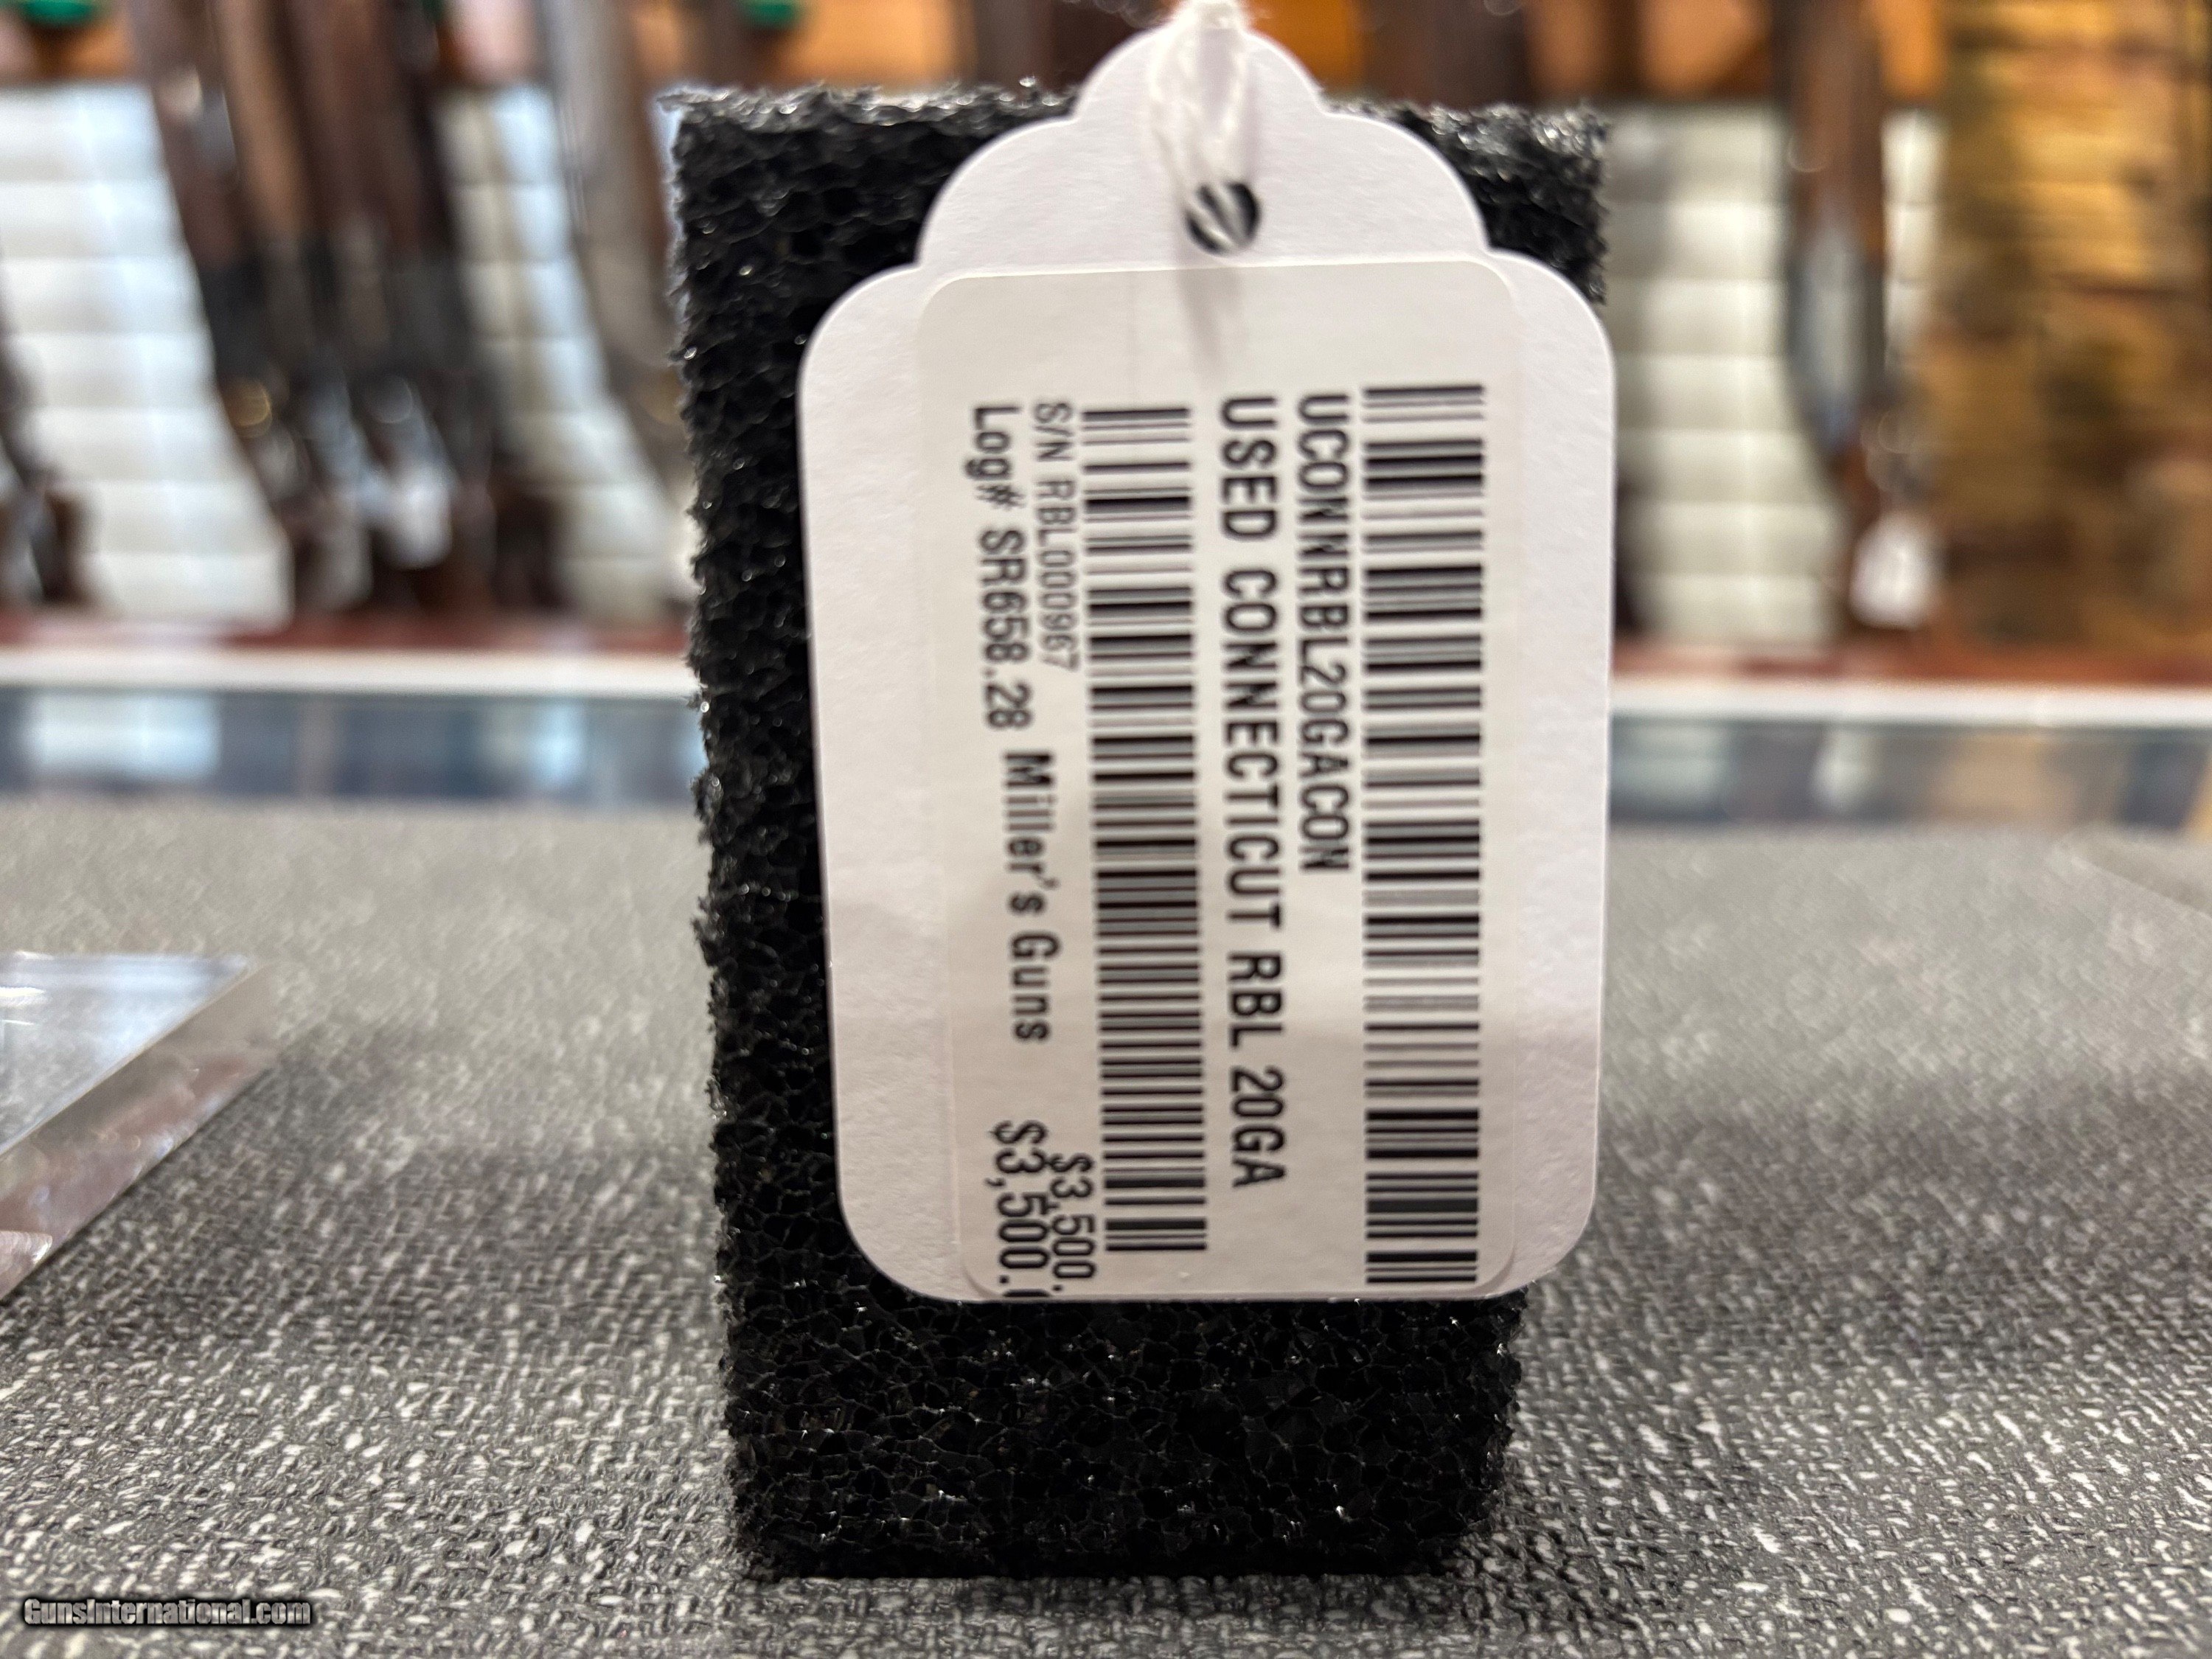 UCONNRBL20GACON
USED CONNECTICUT RBL 20GA
S/N RBL000967
$3,500.
Log# SR658.28 Miller's Guns $3,500.
GunsInternational.com